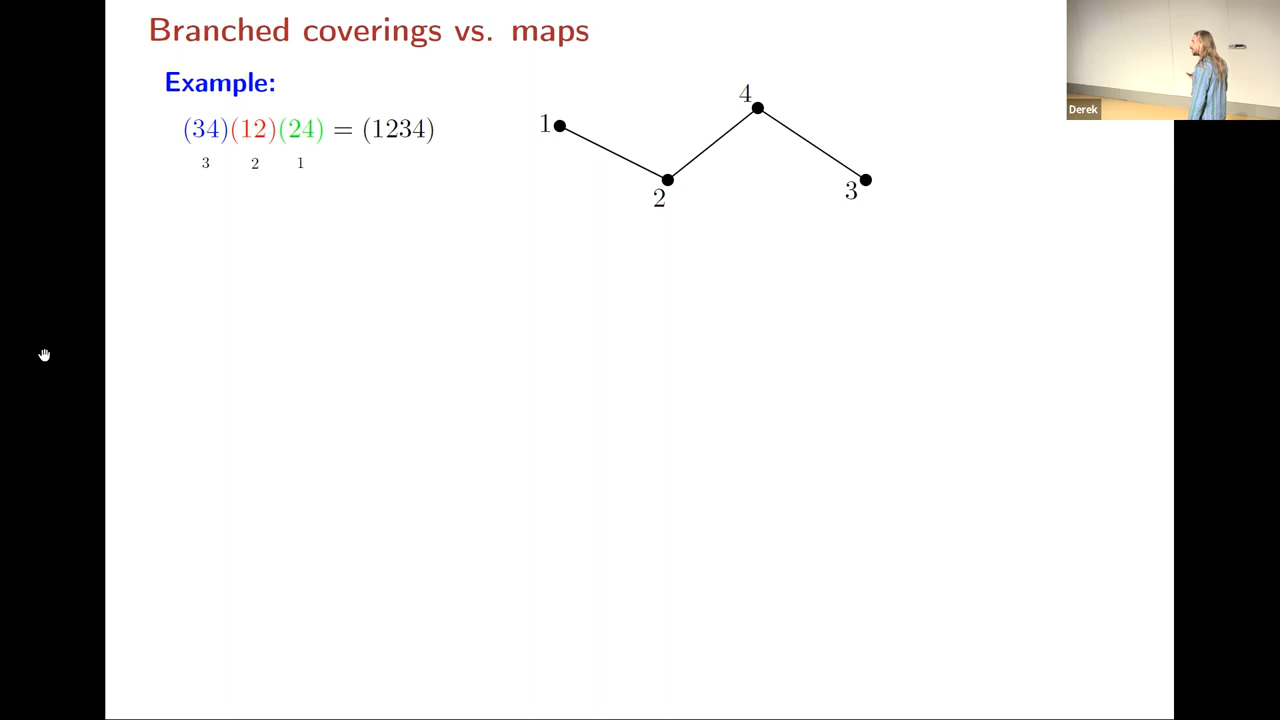 Branched coverings vs. maps
Example:
(34)(12)(24) = (1234)
3 2 1
1
2
4
3
Derek